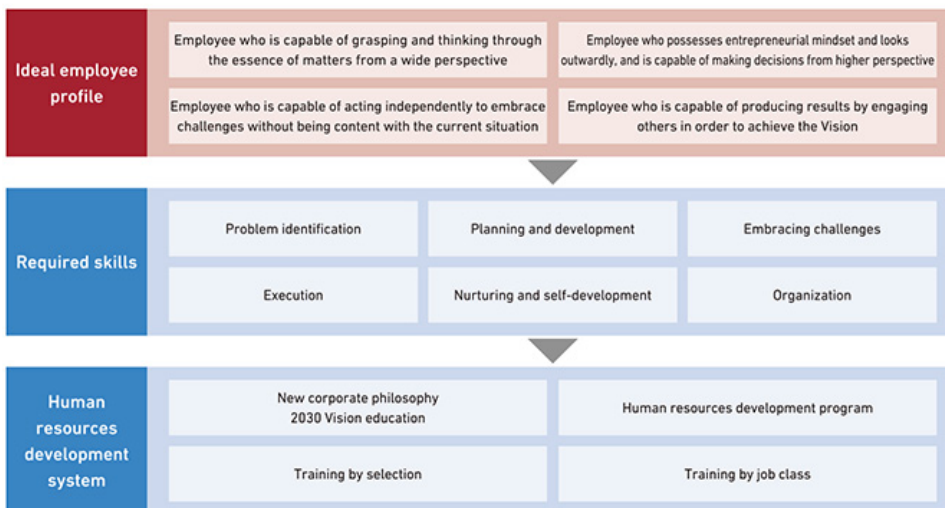 Ideal employee
profile
Employee who is capable of grasping and thinking through
the essence of matters from a wide perspective
Employee who possesses entrepreneurial mindset and looks
outwardly, and is capable of making decisions from higher perspective
Employee who is capable of acting independently to embrace
challenges without being content with the current situation
Employee who is capable of producing results by engaging
others in order to achieve the Vision
Required skills
Problem identification
Planning and development
Embracing challenges
Execution
Nurturing and self-development
Organization
Human
resources
development
system
New corporate philosophy
2030 Vision education
Human resources development program
Training by selection
Training by job class